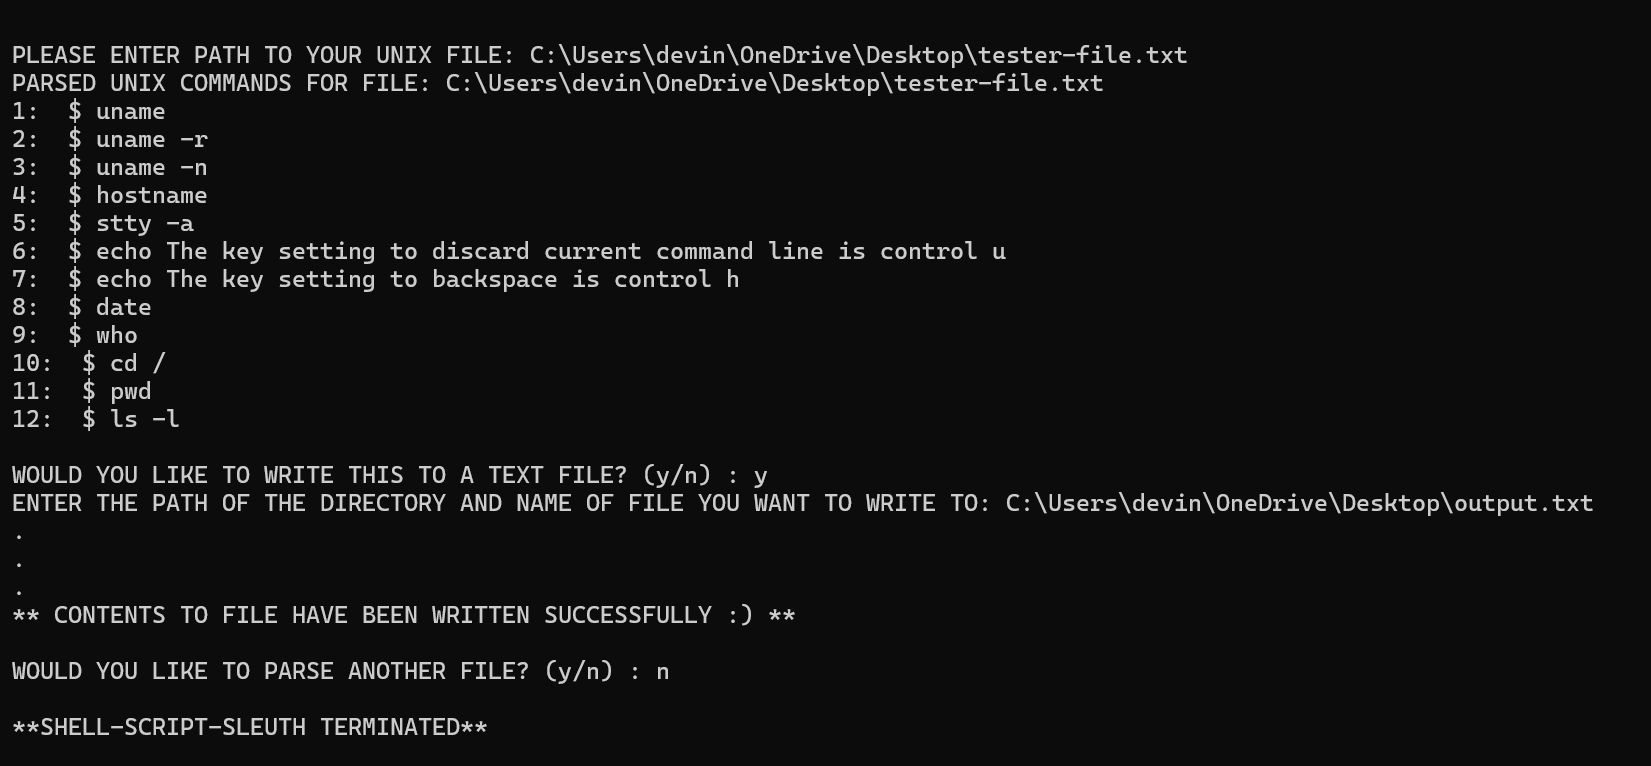 PLEASE ENTER PATH TO YOUR UNIX FILE: C:\Users\devin\OneDrive\Desktop\tester-file.txt
PARSED UNIX COMMANDS FOR FILE: C:\Users\devin\OneDrive\Desktop\tester-file.txt
1:  $ uname
2:  $ uname -r
3:  $ uname -n
4:  $ hostname
5:  $ stty -a
6:  $ echo The key setting to discard current command line is control u
7:  $ echo The key setting to backspace is control h
8:  $ date
9:  $ who
10:  $ cd /
11:  $ pwd
12:  $ ls -l
WOULD YOU LIKE TO WRITE THIS TO A TEXT FILE? (y/n) : y
ENTER THE PATH OF THE DIRECTORY AND NAME OF FILE YOU WANT TO WRITE TO: C:\Users\devin\OneDrive\Desktop\output.txt
.
.
.
** CONTENTS TO FILE HAVE BEEN WRITTEN SUCCESSFULLY :) **
WOULD YOU LIKE TO PARSE ANOTHER FILE? (y/n) : n
**SHELL-SCRIPT-SLEUTH TERMINATED**